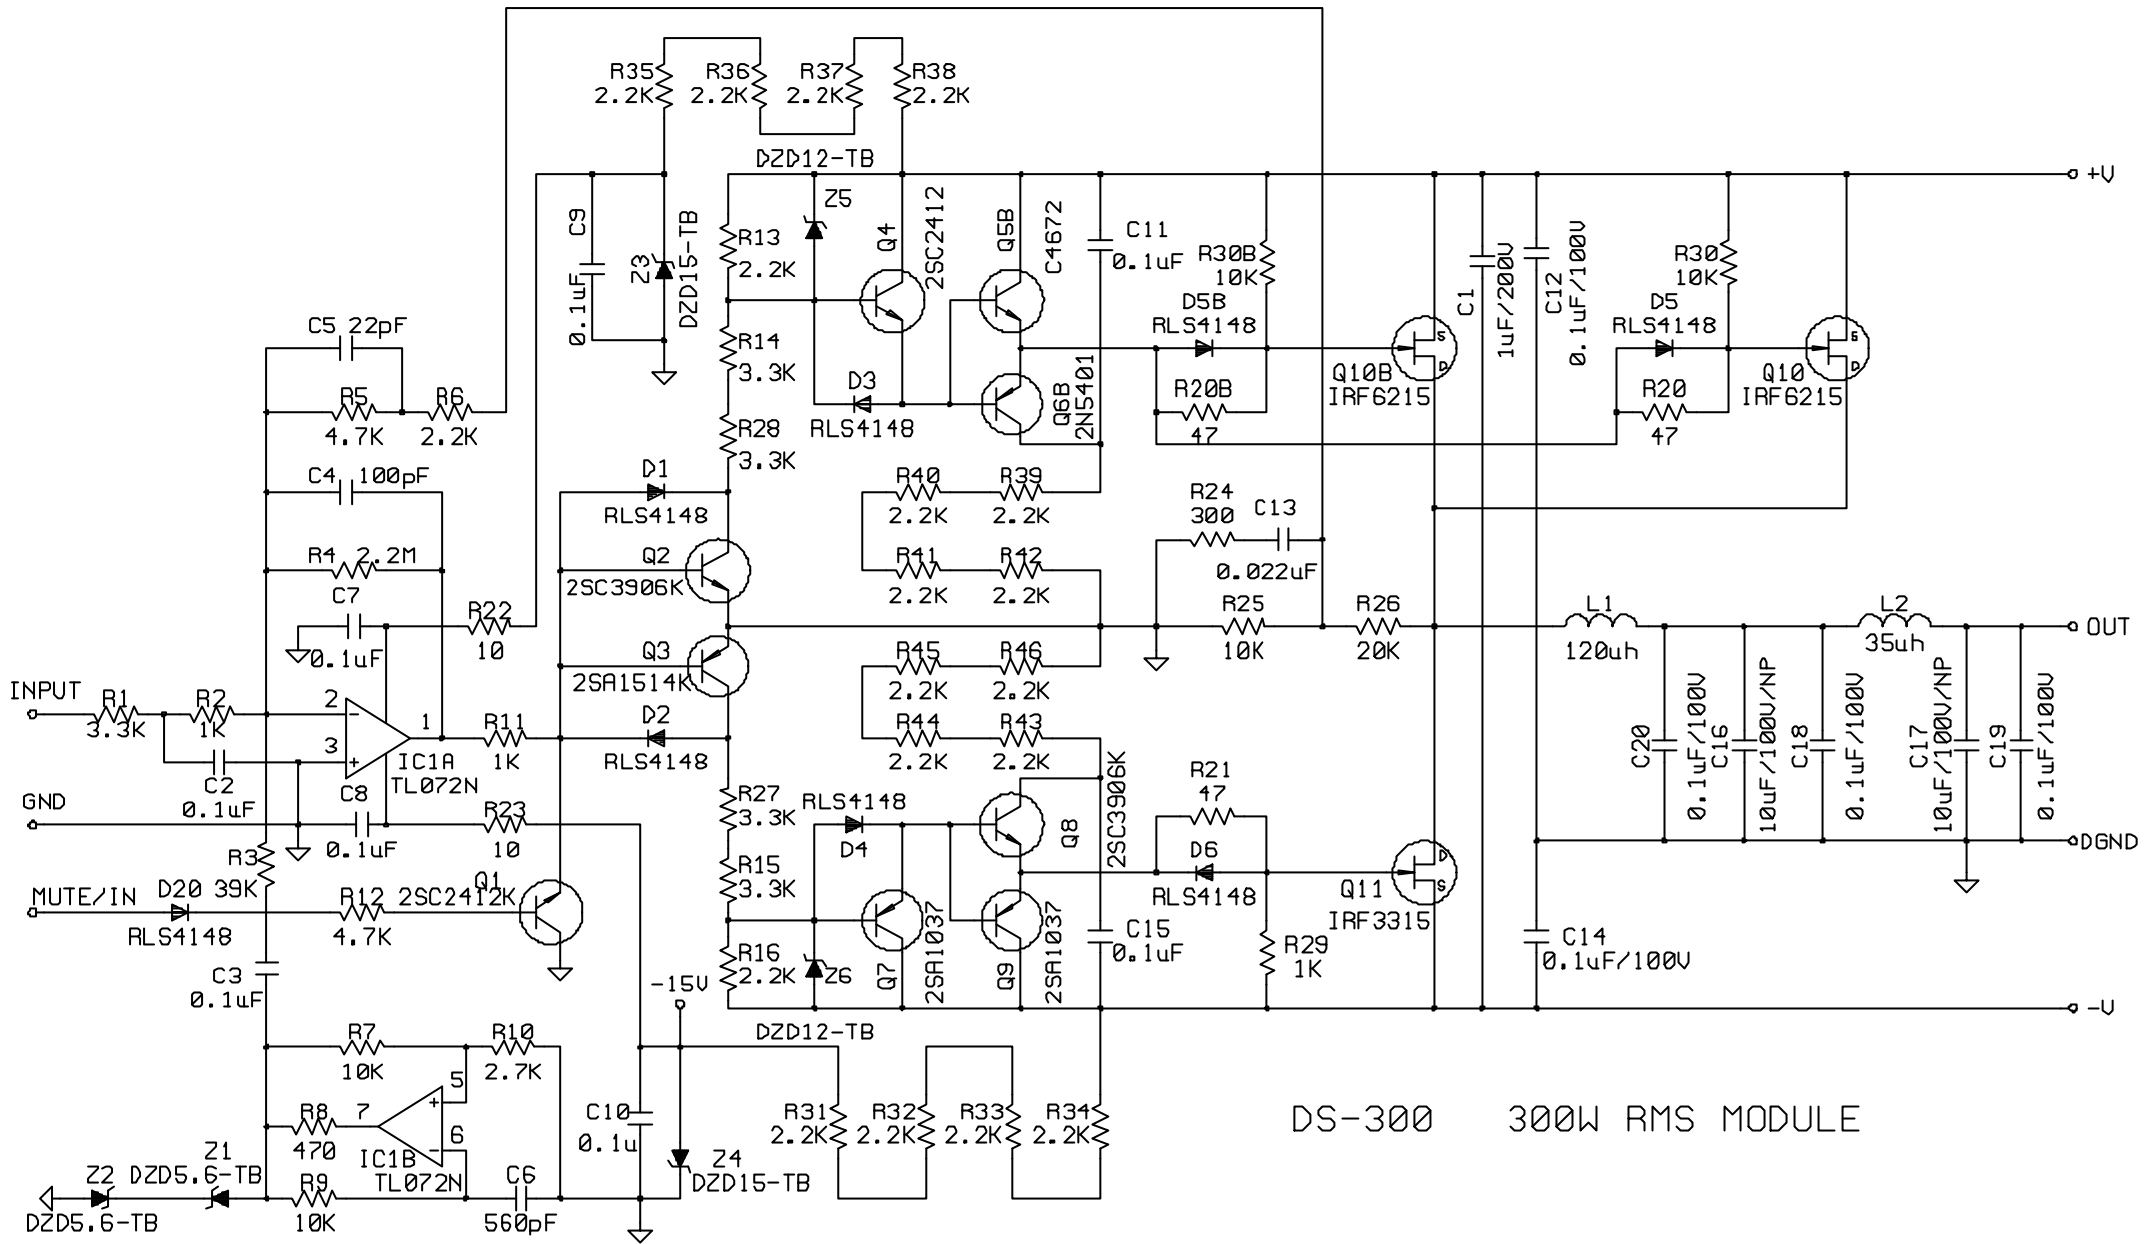 R35
2.2K
R36
2.2K
R37
2.2K
R38
2.2K
DZD12-TB
Z5
+V
C9
0.1uF
Z3
DZD15-TB
R13
2.2K
Q4
2SC2412
Q5B
C4672
C11
0.1uF
R30B
10K
C1
1uF/200V
C12
0.1uF/100V
R30
10K
D5B
RLS4148
D5
RLS4148
C5 22pF
R14
3.3K
S
D
Q10B
IRF6215
S
D
Q10
IRF6215
R5
4.7K
R6
2.2K
D3
RLS4148
Q6B
2N5401
R20B
47
R20
47
R28
3.3K
C4 100pF
D1
RLS4148
R40
2.2K
R39
2.2K
R24
300
C13
0.022uF
R4 2.2M
Q2
2SC3906K
R41
2.2K
R42
2.2K
C7
0.1uF
R22
10
R25
10K
R26
20K
L1
120uh
L2
35uh
OUT
Q3
2SA1514K
R45
2.2K
R46
2.2K
INPUT
R1
3.3K
R2
1K
2
3
1
-
+
IC1A
TL072N
R11
1K
D2
RLS4148
R44
2.2K
R43
2.2K
C20
0.1uF/100V
C16
10uF/100V/NP
C18
0.1uF/100V
C17
10uF/100V/NP
C19
0.1uF/100V
C2
0.1uF
GND
C8
0.1uF
R23
10
R27
3.3K
RLS4148
D4
Q8
2SC3906K
R21
47
D6
RLS4148
DGND
R3
39K
R15
3.3K
D
S
Q11
IRF3315
MUTE/IN
D20
RLS4148
R12
4.7K
Q1
2SC2412K
R16
2.2K
Z6
Q7
2SA1037
Q9
2SA1037
C15
0.1uF
R29
1K
C14
0.1uF/100V
C3
0.1uF
-15V
-V
DZD12-TB
R7
10K
R10
2.7K
5
+
7
6
-
R8
470
IC1B
TL072N
C10
0.1u
R31
2.2K
R32
2.2K
R33
2.2K
R34
2.2K
DS-300 300W RMS MODULE
Z2
DZD5.6-TB
Z1
DZD5.6-TB
R9
10K
C6
560pF
Z4
DZD15-TB